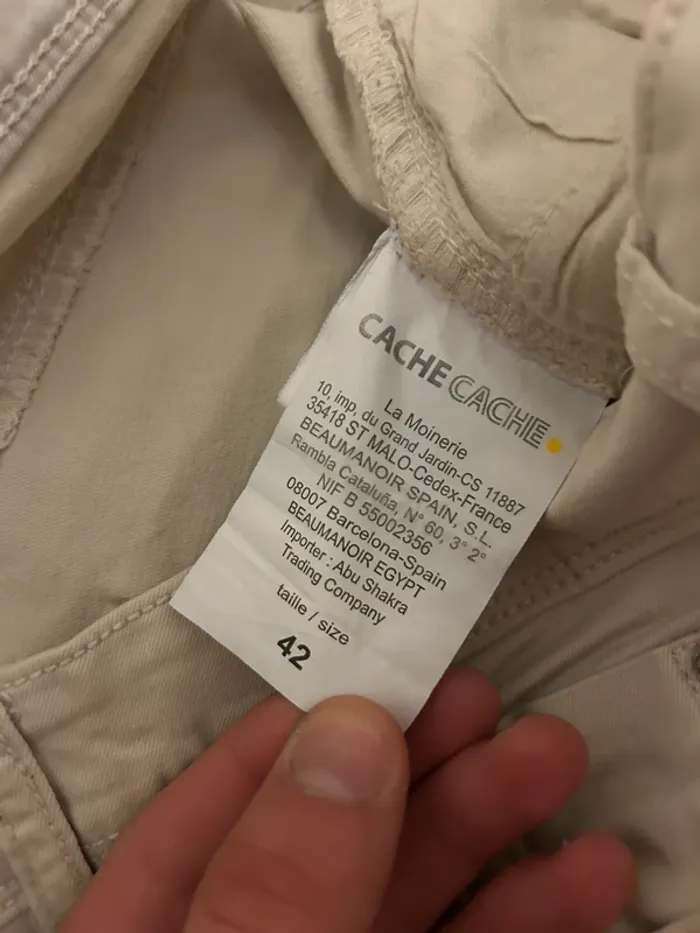 CACHE CACHE
La Moinerie
10, imp. du Grand Jardin-CS 11887
35418 ST MALO-Cedex-France
BEAUMANOIR SPAIN, S.L.
Rambla Cataluña, N° 60, 3° 2°
NIF B 55002356
08007 Barcelona-Spain
BEAUMANOIR EGYPT
Importer : Abu Shakra
Trading Company
taille / size
42